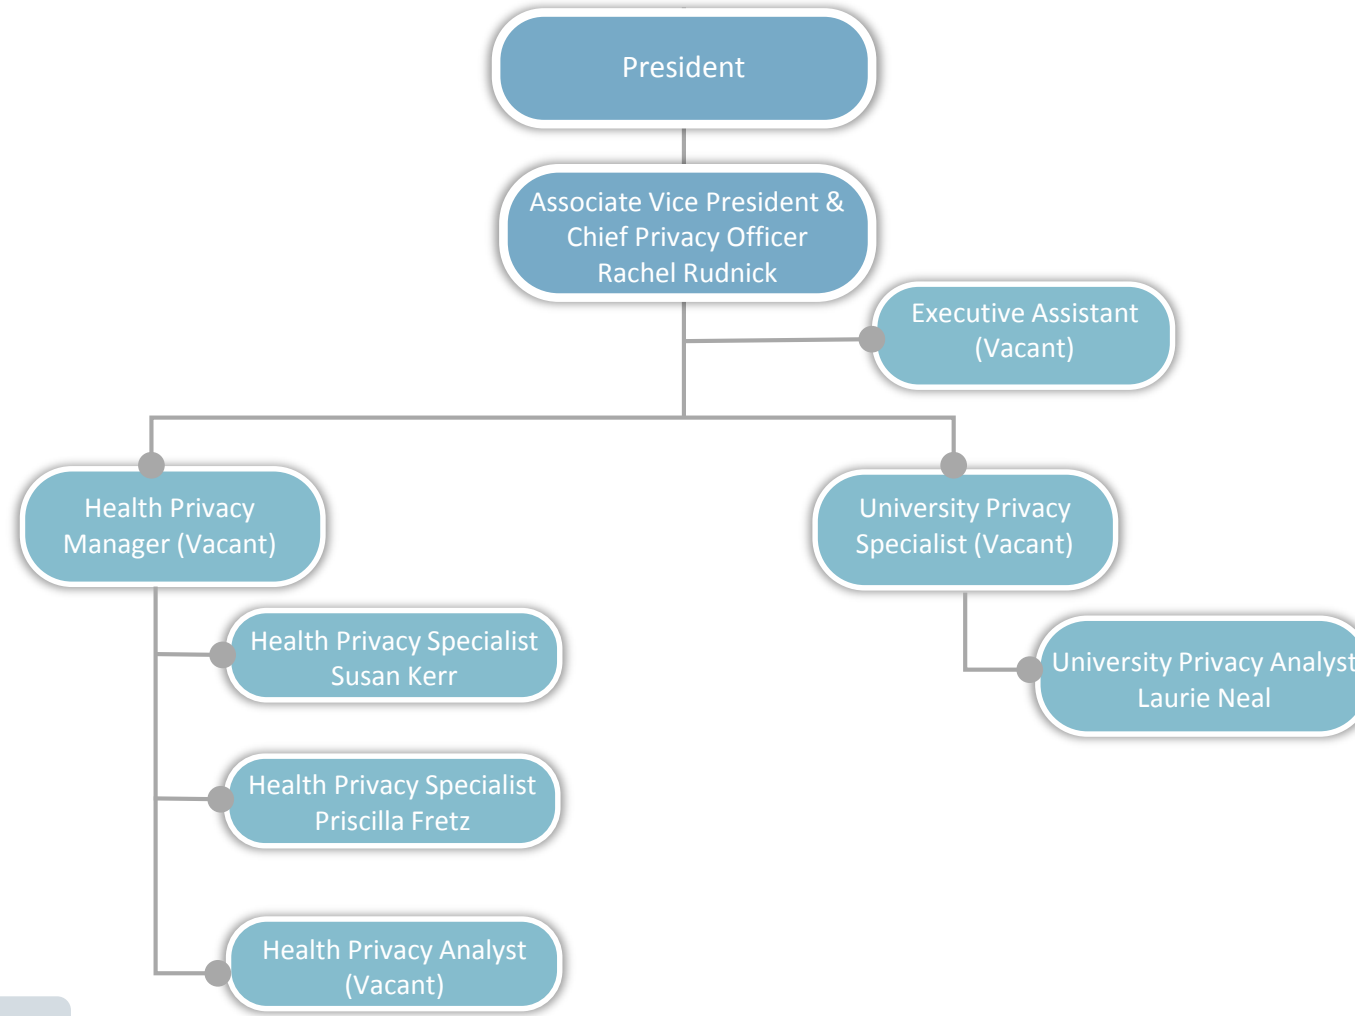 President
Associate Vice President &
Chief Privacy Officer
Rachel Rudnick
Executive Assistant
(Vacant)
Health Privacy
Manager (Vacant)
University Privacy
Specialist (Vacant)
Health Privacy Specialist
Susan Kerr
University Privacy Analyst
Laurie Neal
Health Privacy Specialist
Priscilla Fretz
Health Privacy Analyst
(Vacant)